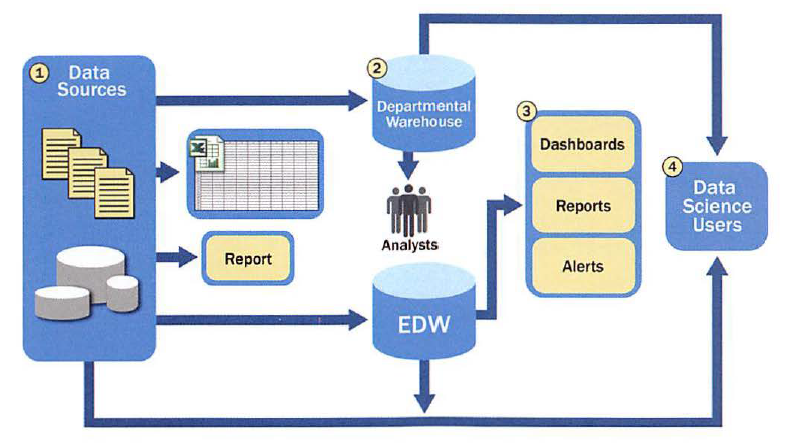 1
Data
Sources
2
Departmental
Warehouse
3
Dashboards
Reports
Alerts
4
Data
Science
Users
X
Analysts
Report
EDW